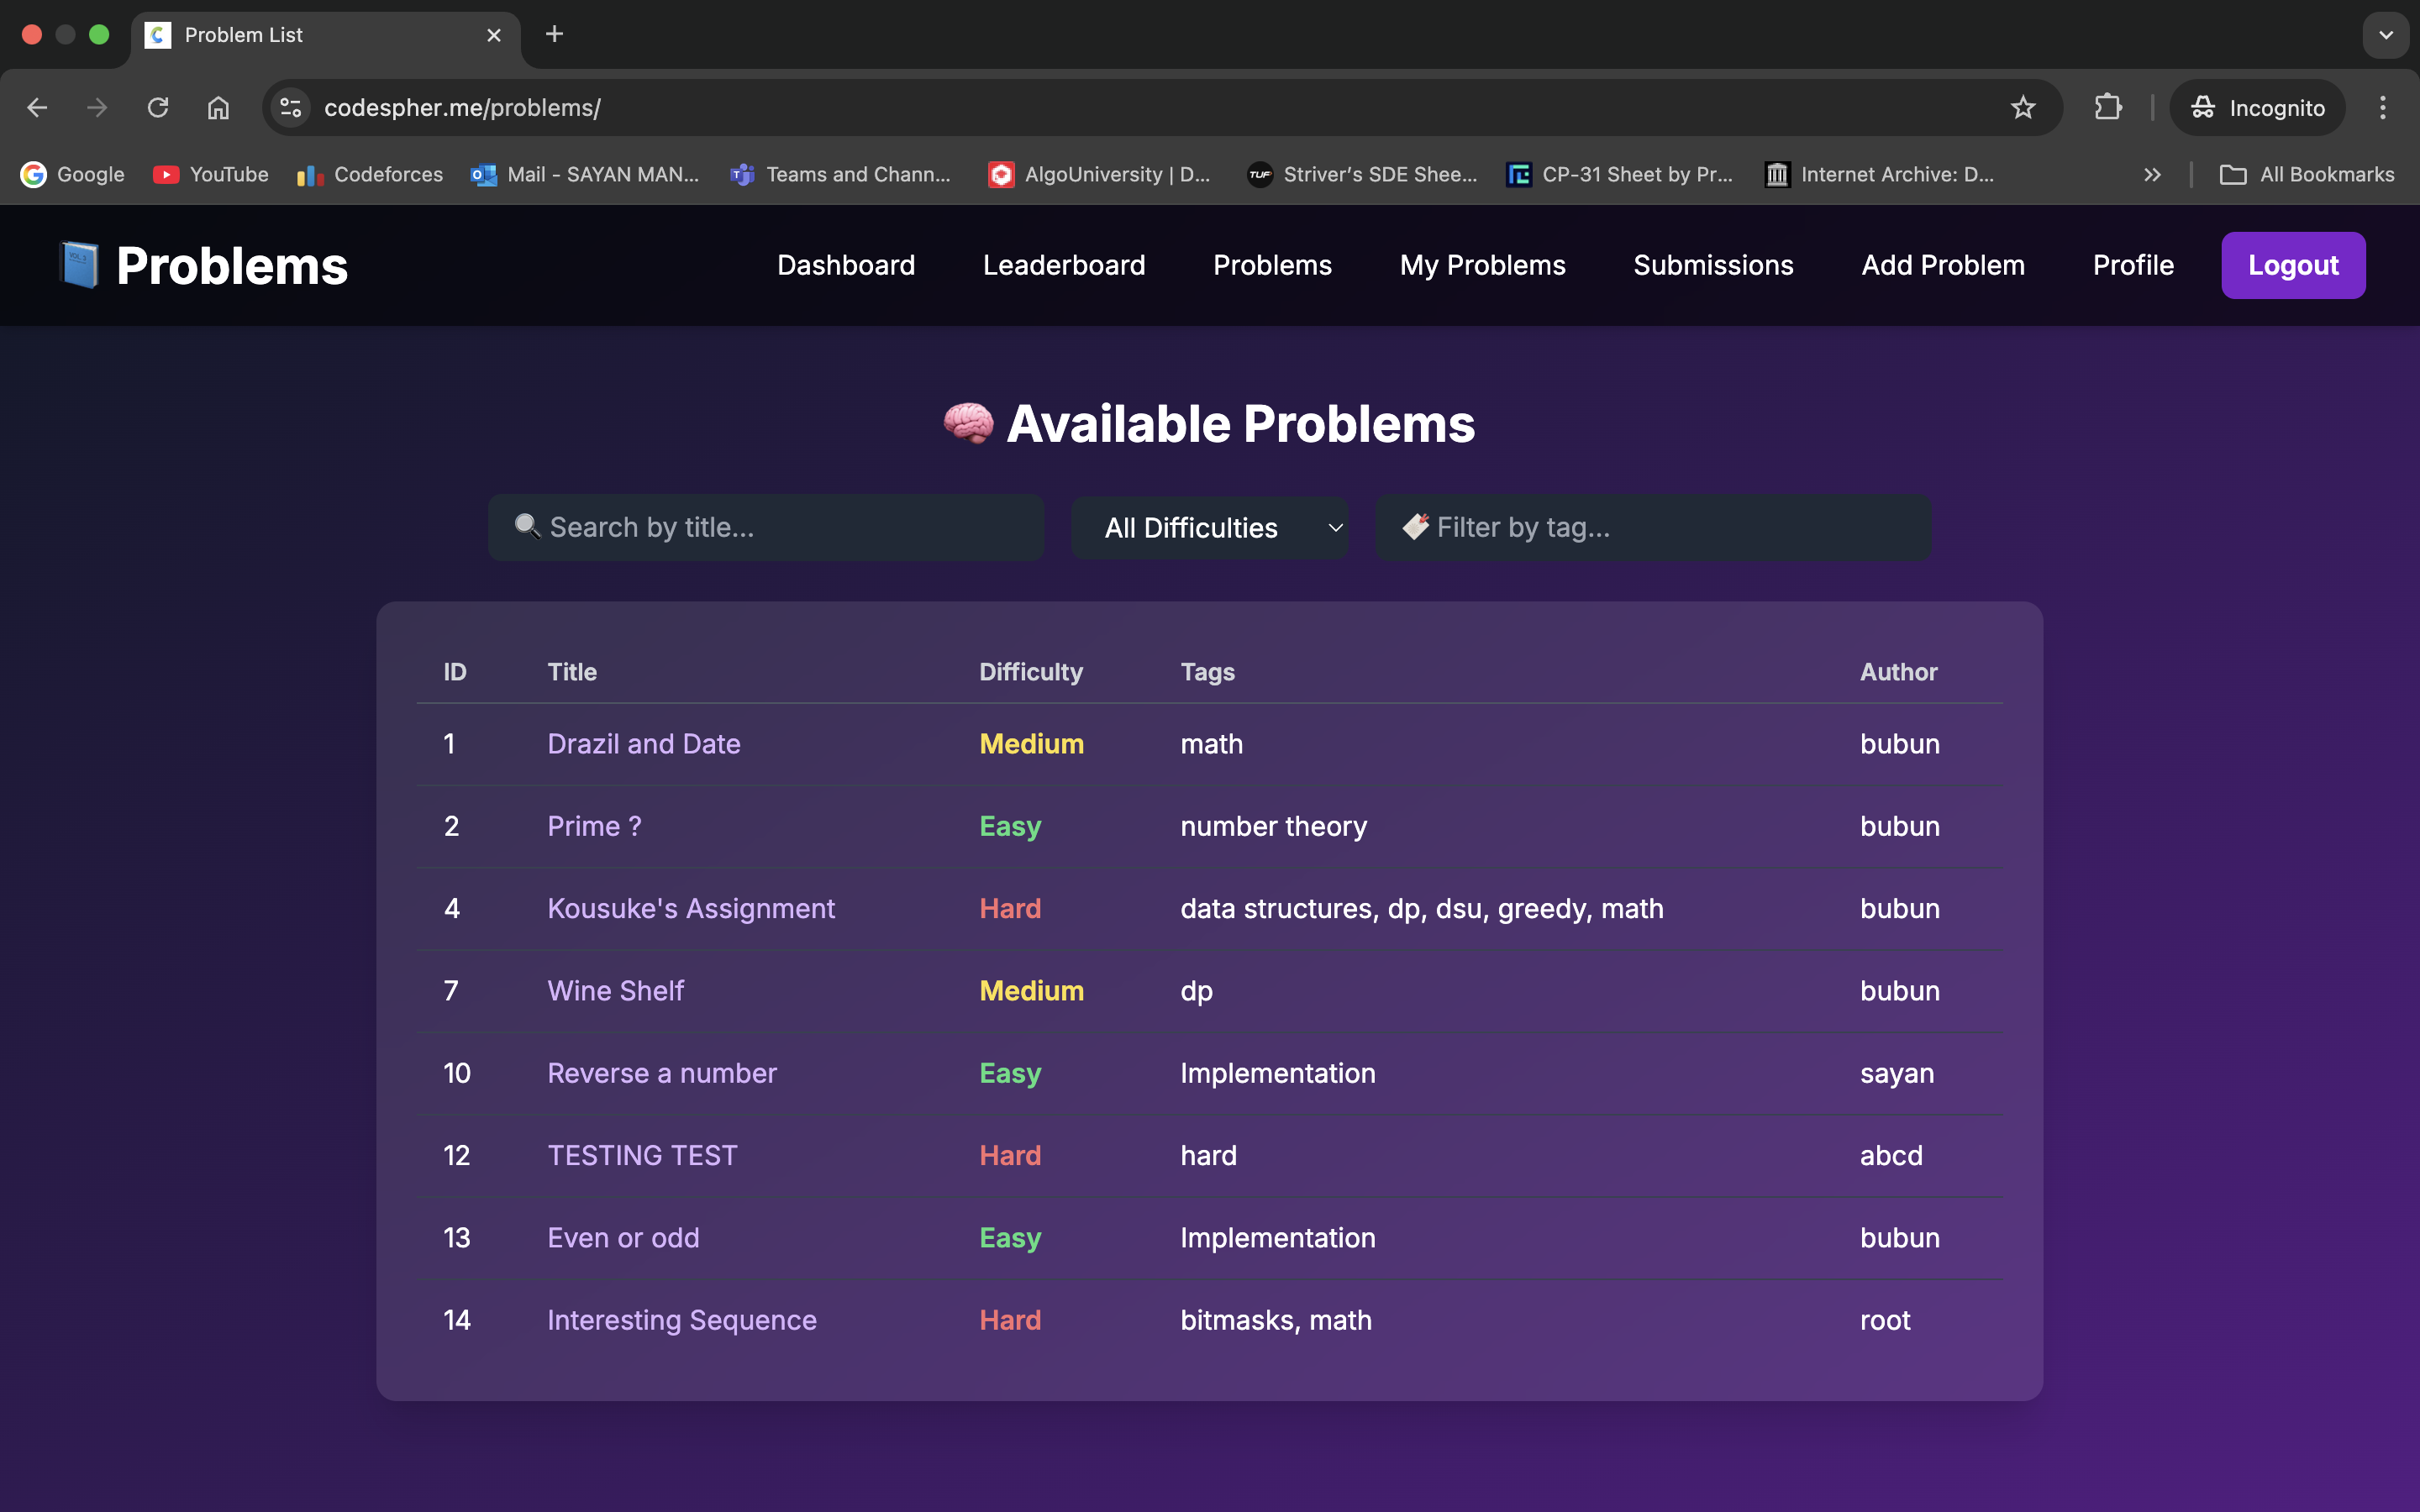 Problem List
codespher.me/problems/
Incognito
Google YouTube Codeforces Mail - SAYAN MAN... Teams and Chann... AlgoUniversity | D... Striver's SDE Shee... CP-31 Sheet by Pr... Internet Archive: D... All Bookmarks
Problems Dashboard Leaderboard Problems My Problems Submissions Add Problem Profile Logout
Available Problems
Search by title... All Difficulties Filter by tag...
ID Title Difficulty Tags Author
1 Drazil and Date Medium math bubun
2 Prime ? Easy number theory bubun
4 Kousuke's Assignment Hard data structures, dp, dsu, greedy, math bubun
7 Wine Shelf Medium dp bubun
10 Reverse a number Easy Implementation sayan
12 TESTING TEST Hard hard abcd
13 Even or odd Easy Implementation bubun
14 Interesting Sequence Hard bitmasks, math root